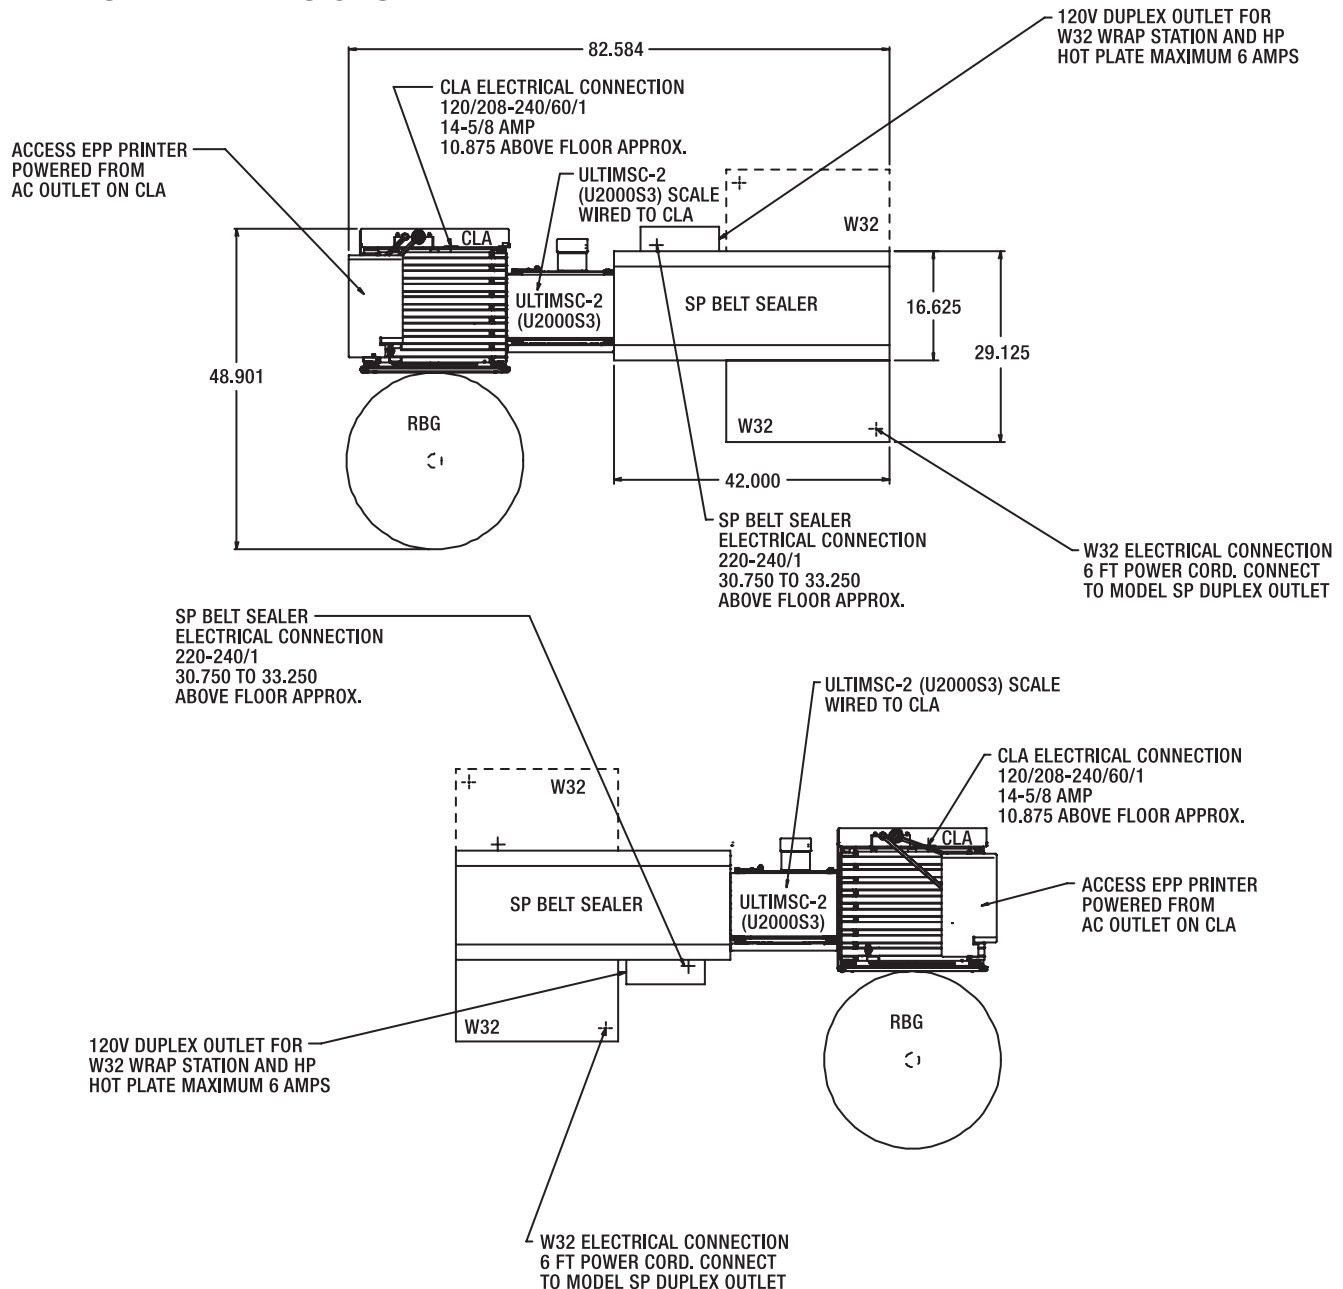 120V DUPLEX OUTLET FOR
W32 WRAP STATION AND HP
HOT PLATE MAXIMUM 6 AMPS
82.584
CLA ELECTRICAL CONNECTION
120/208-240/60/1
14-5/8 AMP
10.875 ABOVE FLOOR APPROX.
ACCESS EPP PRINTER
POWERED FROM
AC OUTLET ON CLA
ULTIMSC-2
(U2000S3) SCALE
WIRED TO CLA
W32
CLA
ULTIMSC-2
(U2000S3)
SP BELT SEALER
16.625
29.125
48.901
RBG
W32
42.000
SP BELT SEALER
ELECTRICAL CONNECTION
220-240/1
30.750 TO 33.250
ABOVE FLOOR APPROX.
W32 ELECTRICAL CONNECTION
6 FT POWER CORD. CONNECT
TO MODEL SP DUPLEX OUTLET
SP BELT SEALER
ELECTRICAL CONNECTION
220-240/1
30.750 TO 33.250
ABOVE FLOOR APPROX.
ULTIMSC-2 (U2000S3) SCALE
WIRED TO CLA
CLA ELECTRICAL CONNECTION
120/208-240/60/1
14-5/8 AMP
10.875 ABOVE FLOOR APPROX.
W32
CLA
SP BELT SEALER
ULTIMSC-2
(U2000S3)
ACCESS EPP PRINTER
POWERED FROM
AC OUTLET ON CLA
W32
RBG
120V DUPLEX OUTLET FOR
W32 WRAP STATION AND HP
HOT PLATE MAXIMUM 6 AMPS
W32 ELECTRICAL CONNECTION
6 FT POWER CORD. CONNECT
TO MODEL SP DUPLEX OUTLET